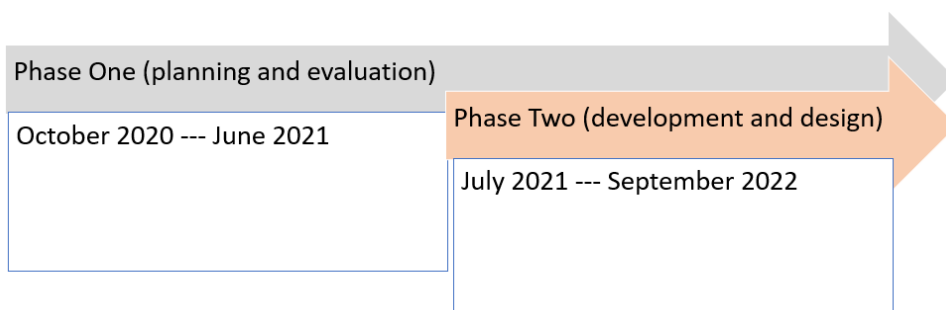 Phase One (planning and evaluation)
October 2020 --- June 2021
Phase Two (development and design)
July 2021 --- September 2022